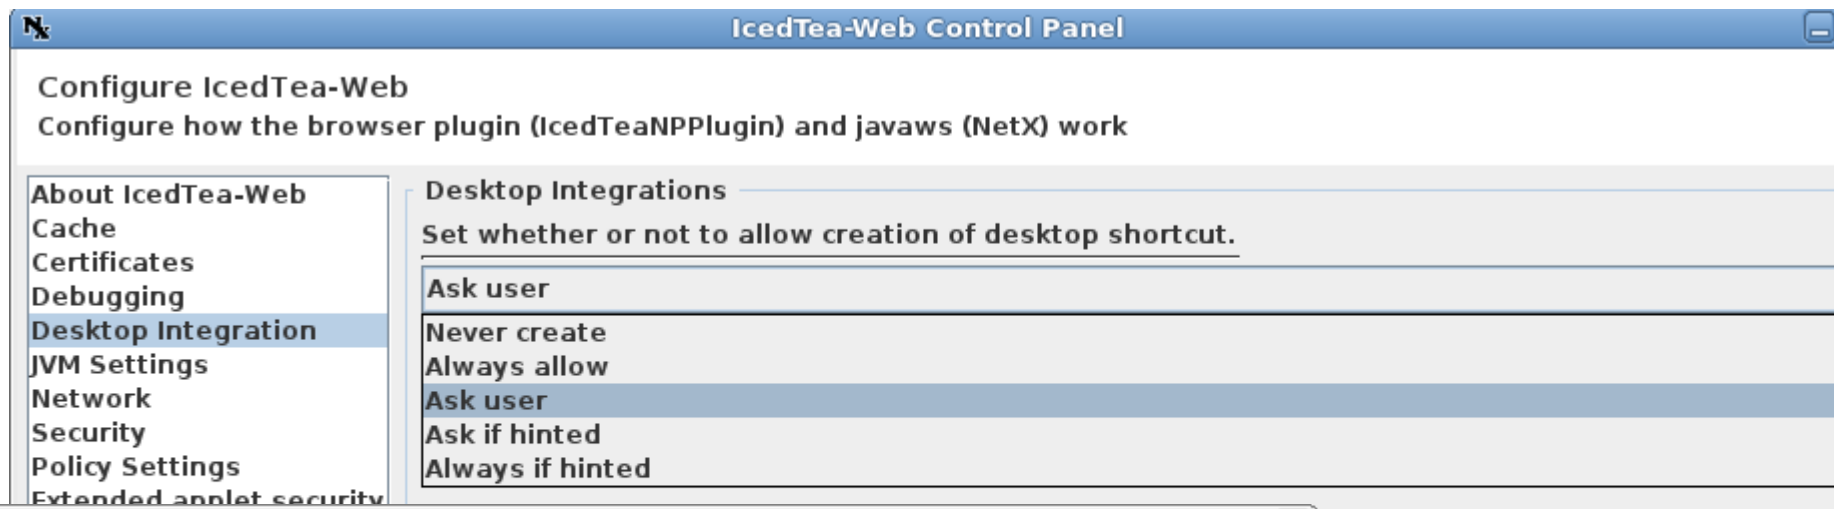 IcedTea-Web Control Panel
Configure IcedTea-Web
Configure how the browser plugin (IcedTeaNPPlugin) and javaws (NetX) work
About IcedTea-Web
Cache
Certificates
Debugging
Desktop Integration
JVM Settings
Network
Security
Policy Settings
Extended applet security
Desktop Integrations
Set whether or not to allow creation of desktop shortcut.
Ask user
Never create
Always allow
Ask user
Ask if hinted
Always if hinted